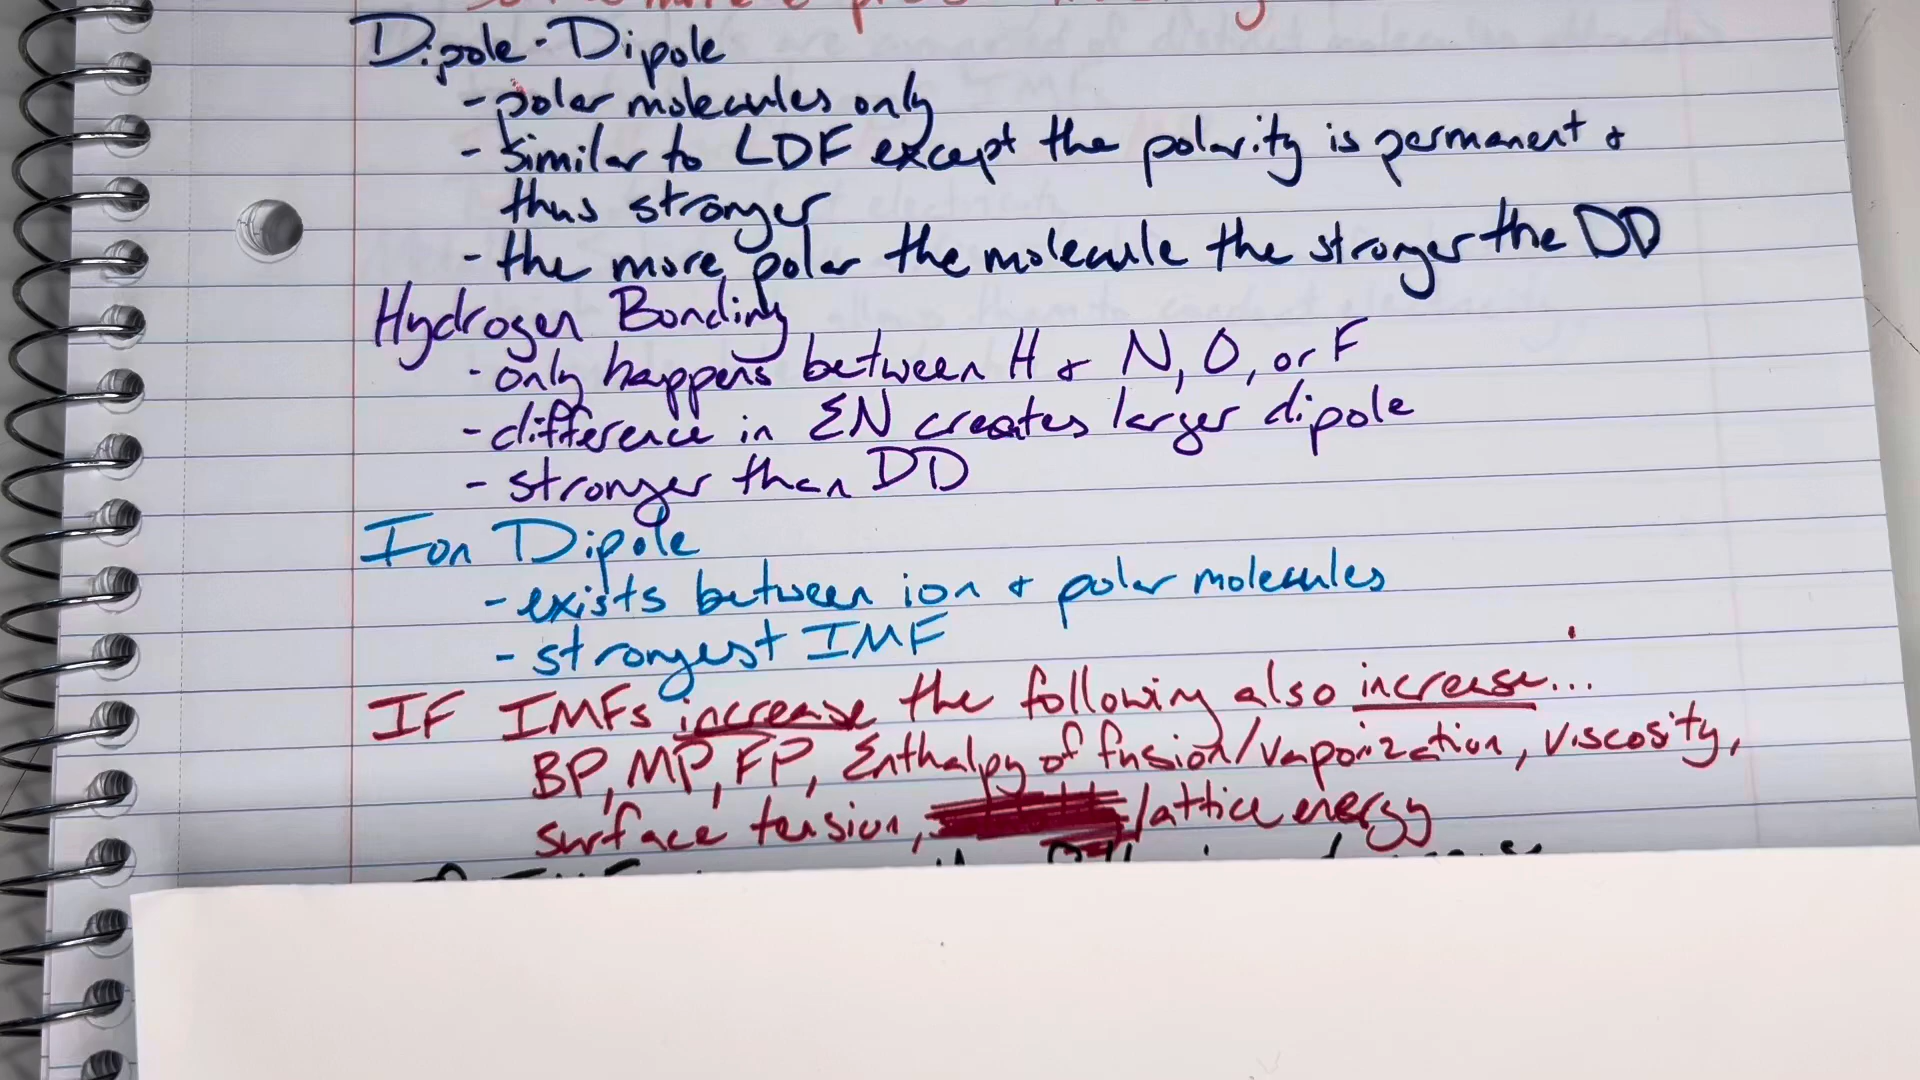 Dipole-Dipole
- polar molecules only
- similar to LDF except the polarity is permanent &
thus stronger
- the more polar the molecule the stronger the DD
Hydrogen Bonding
- only happens between H & N, O, or F
- difference in EN creates larger dipole
- stronger than DD
Ion Dipole
- exists between ion & polar molecules
- strongest IMF
IF IMFs increase the following also increase...
BP, MP, FP, Enthalpy of fusion/vaporization, viscosity,
surface tension, lattice energy